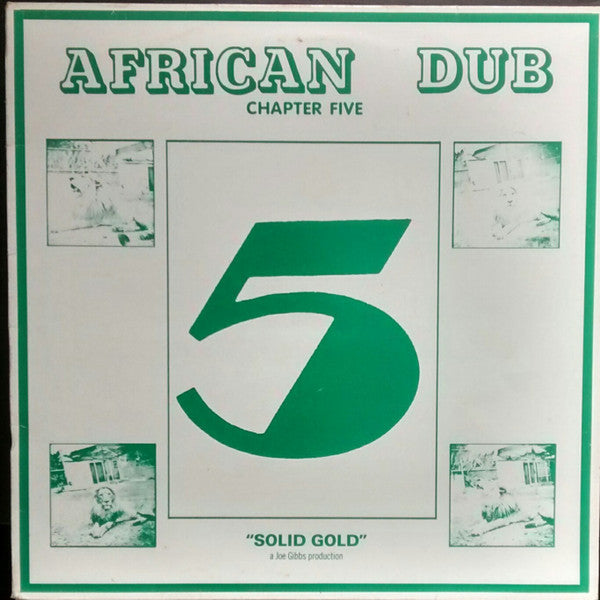 AFRICAN DUB
CHAPTER FIVE
5
"SOLID GOLD"
a Joe Gibbs production